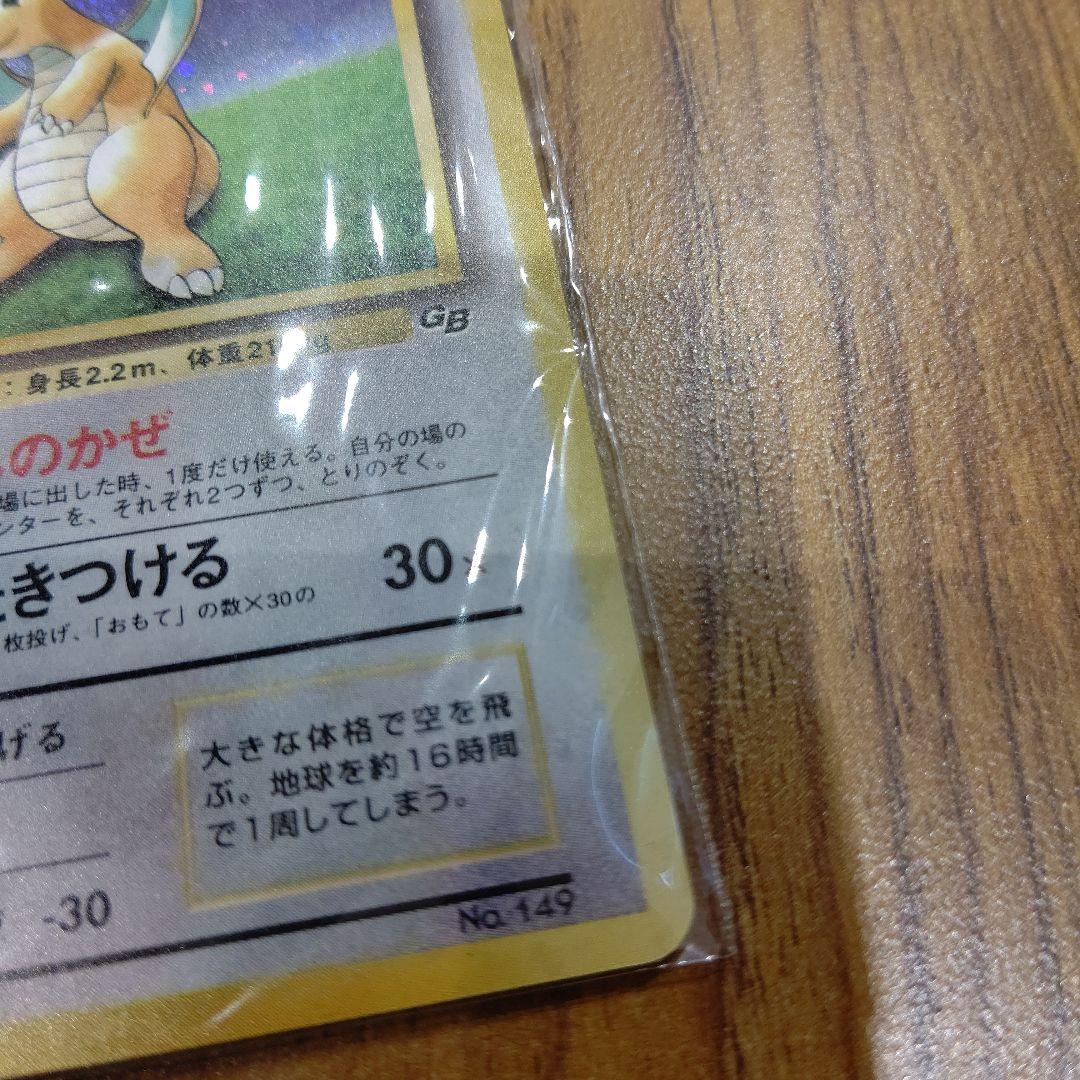 GB
：身長2.2m、体重21
のかぜ
場に出した時、1度だけ使える。自分の場の
ンターを、それぞれ2つずつ、とりのぞく。
きつける 30×
枚投げ、「おもて」の数×30の
げる
大きな体格で空を飛
ぶ。地球を約16時間
で1周してしまう。
-30
No. 149